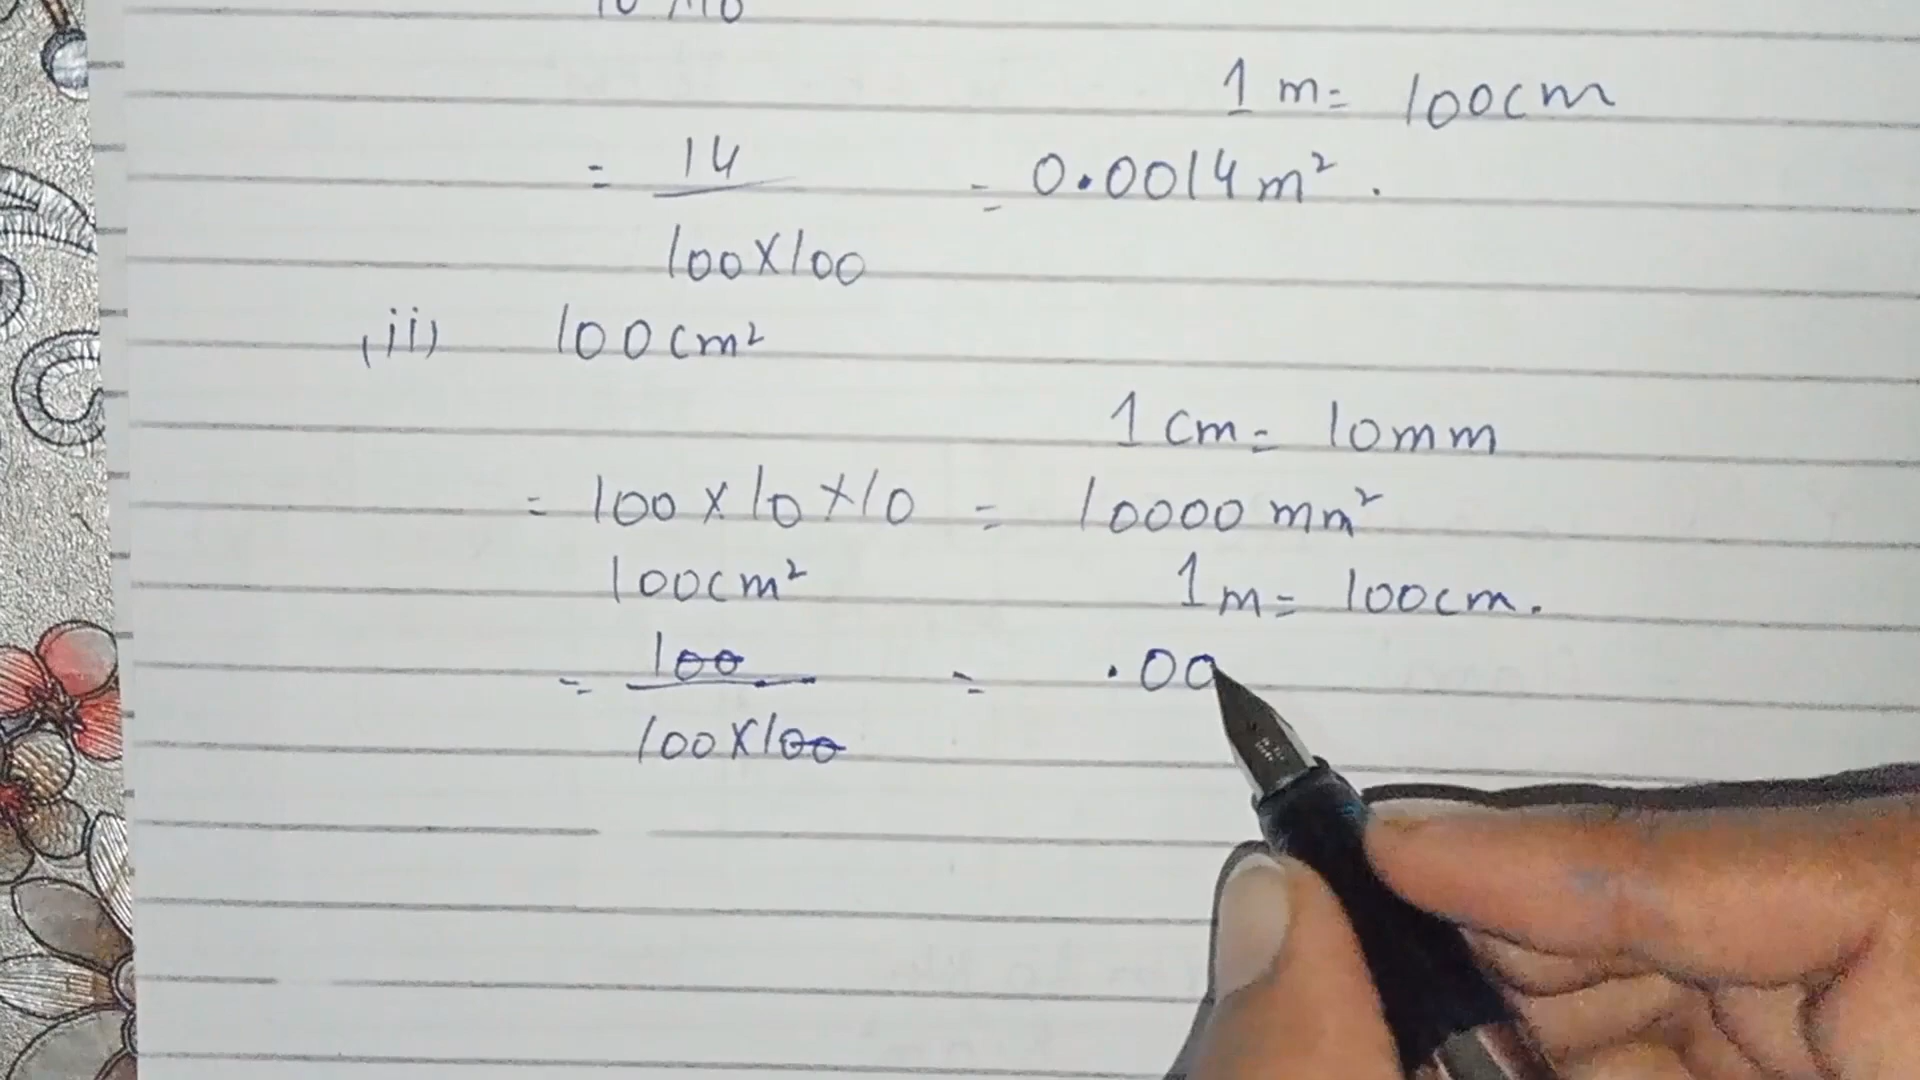 1 m = 100cm
= 14 / 100×100 = 0.0014 m² .
(ii) 100 cm²
1 cm = 10mm
= 100 × 10 × 10 = 10000 mm²
100cm² 1m = 100cm.
= 100 / 100×100 = .00